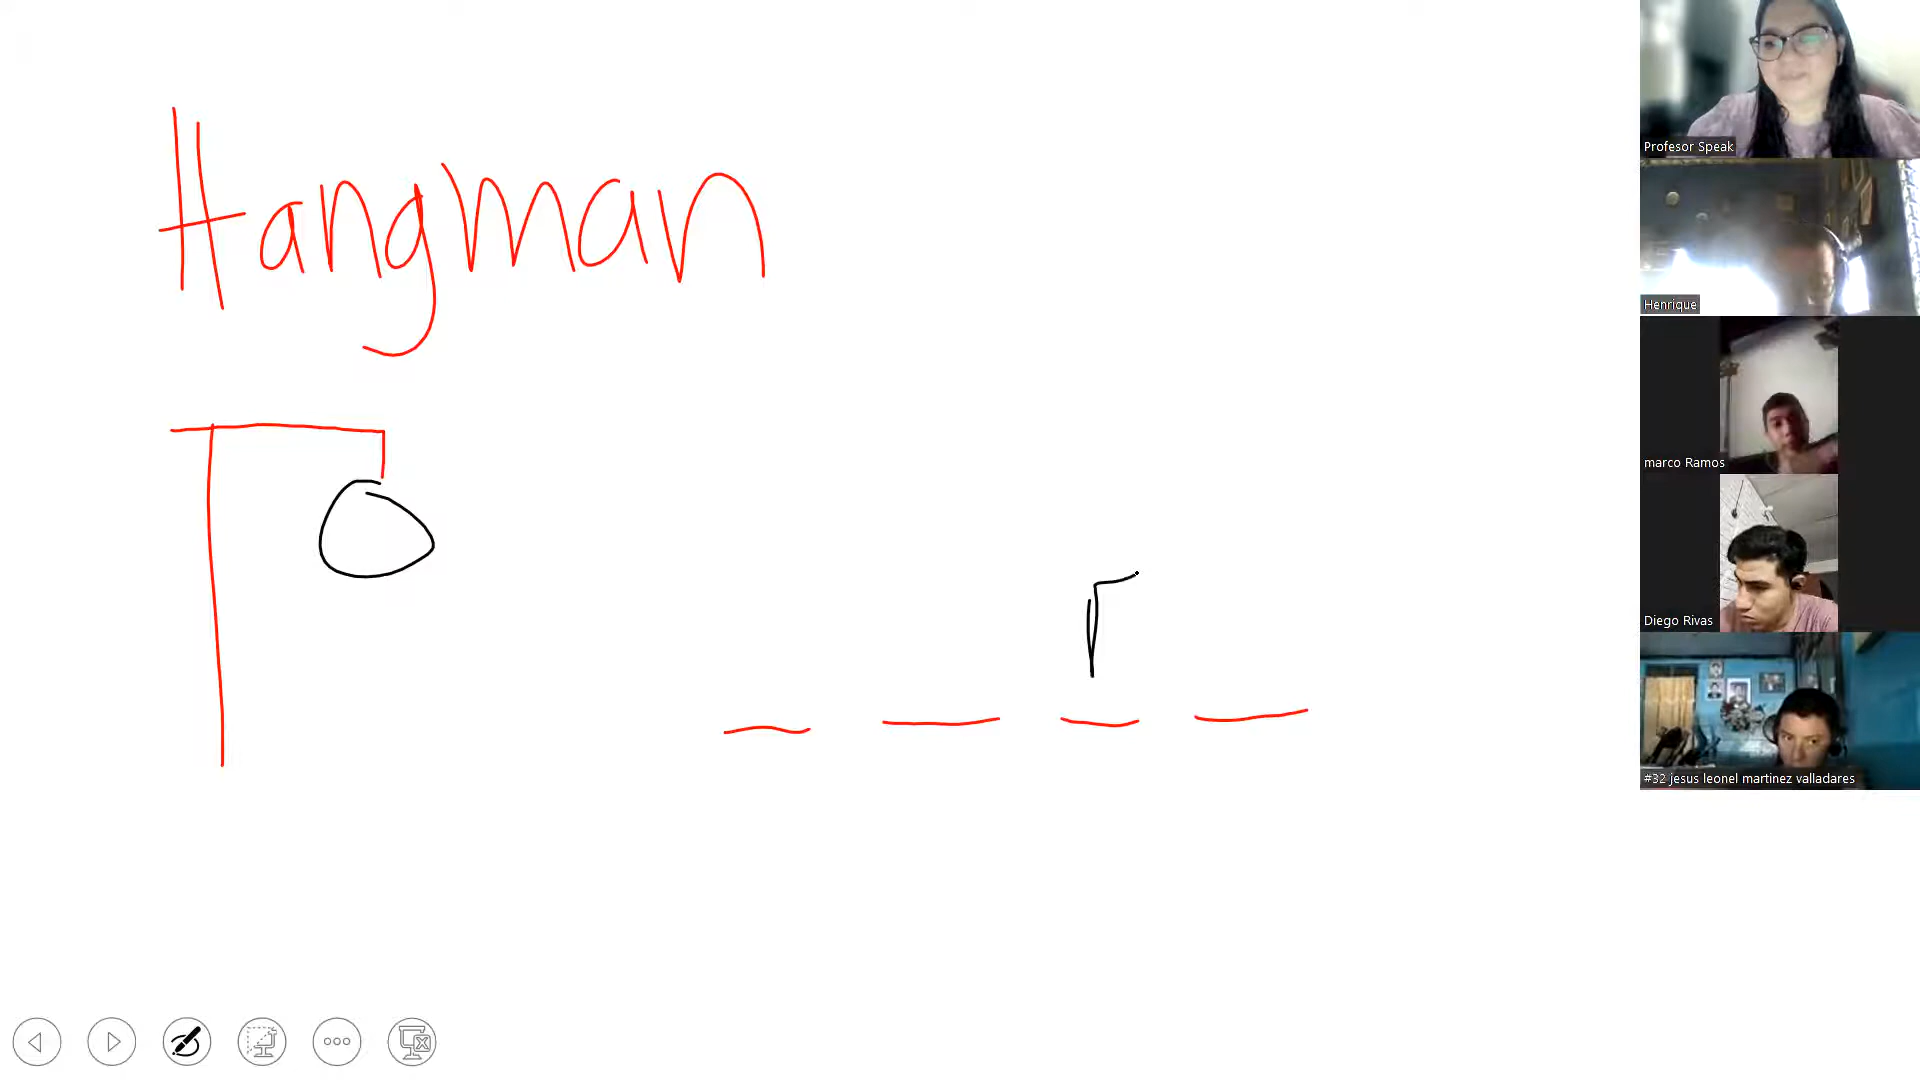 Hangman
r
Profesor Speak
Henrique
marco Ramos
Diego Rivas
#32 jesus leonel martinez valladares